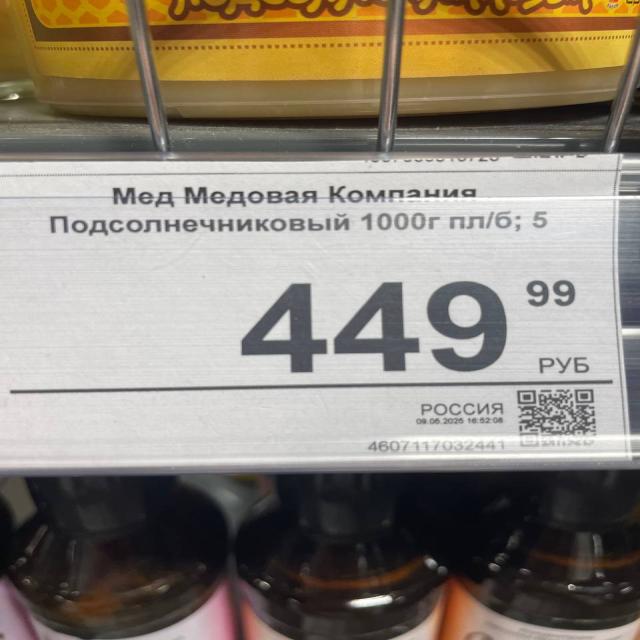 Мед Медовая Компания
Подсолнечниковый 1000г пл/б; 5
449 99
РУБ
РОССИЯ
09.06.2025 16:52:08
4607117032441